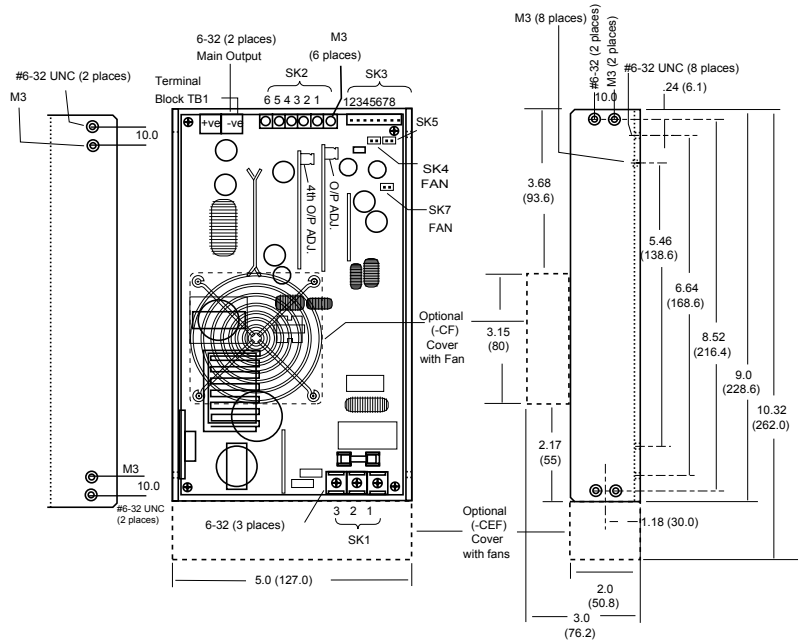 #6-32 UNC (2 places)
M3
10.0
M3
10.0
#6-32 UNC
(2 places)
6-32 (2 places)
Main Output
Terminal
Block TB1
+ve -ve
SK2
6 5 4 3 2 1
M3
(6 places)
SK3
12345678
SK5
SK4
FAN
SK7
FAN
4th O/P ADJ.
O/P ADJ.
Optional
(-CF)
Cover
with Fan
6-32 (3 places)
3 2 1
SK1
Optional
(-CEF)
Cover
with fans
5.0 (127.0)
M3 (8 places)
#6-32 (2 places)
M3 (2 places)
#6-32 UNC (8 places)
10.0
.24 (6.1)
3.68
(93.6)
3.15
(80)
2.17
(55)
5.46
(138.6)
6.64
(168.6)
8.52
(216.4)
9.0
(228.6)
10.32
(262.0)
1.18 (30.0)
2.0
(50.8)
3.0
(76.2)